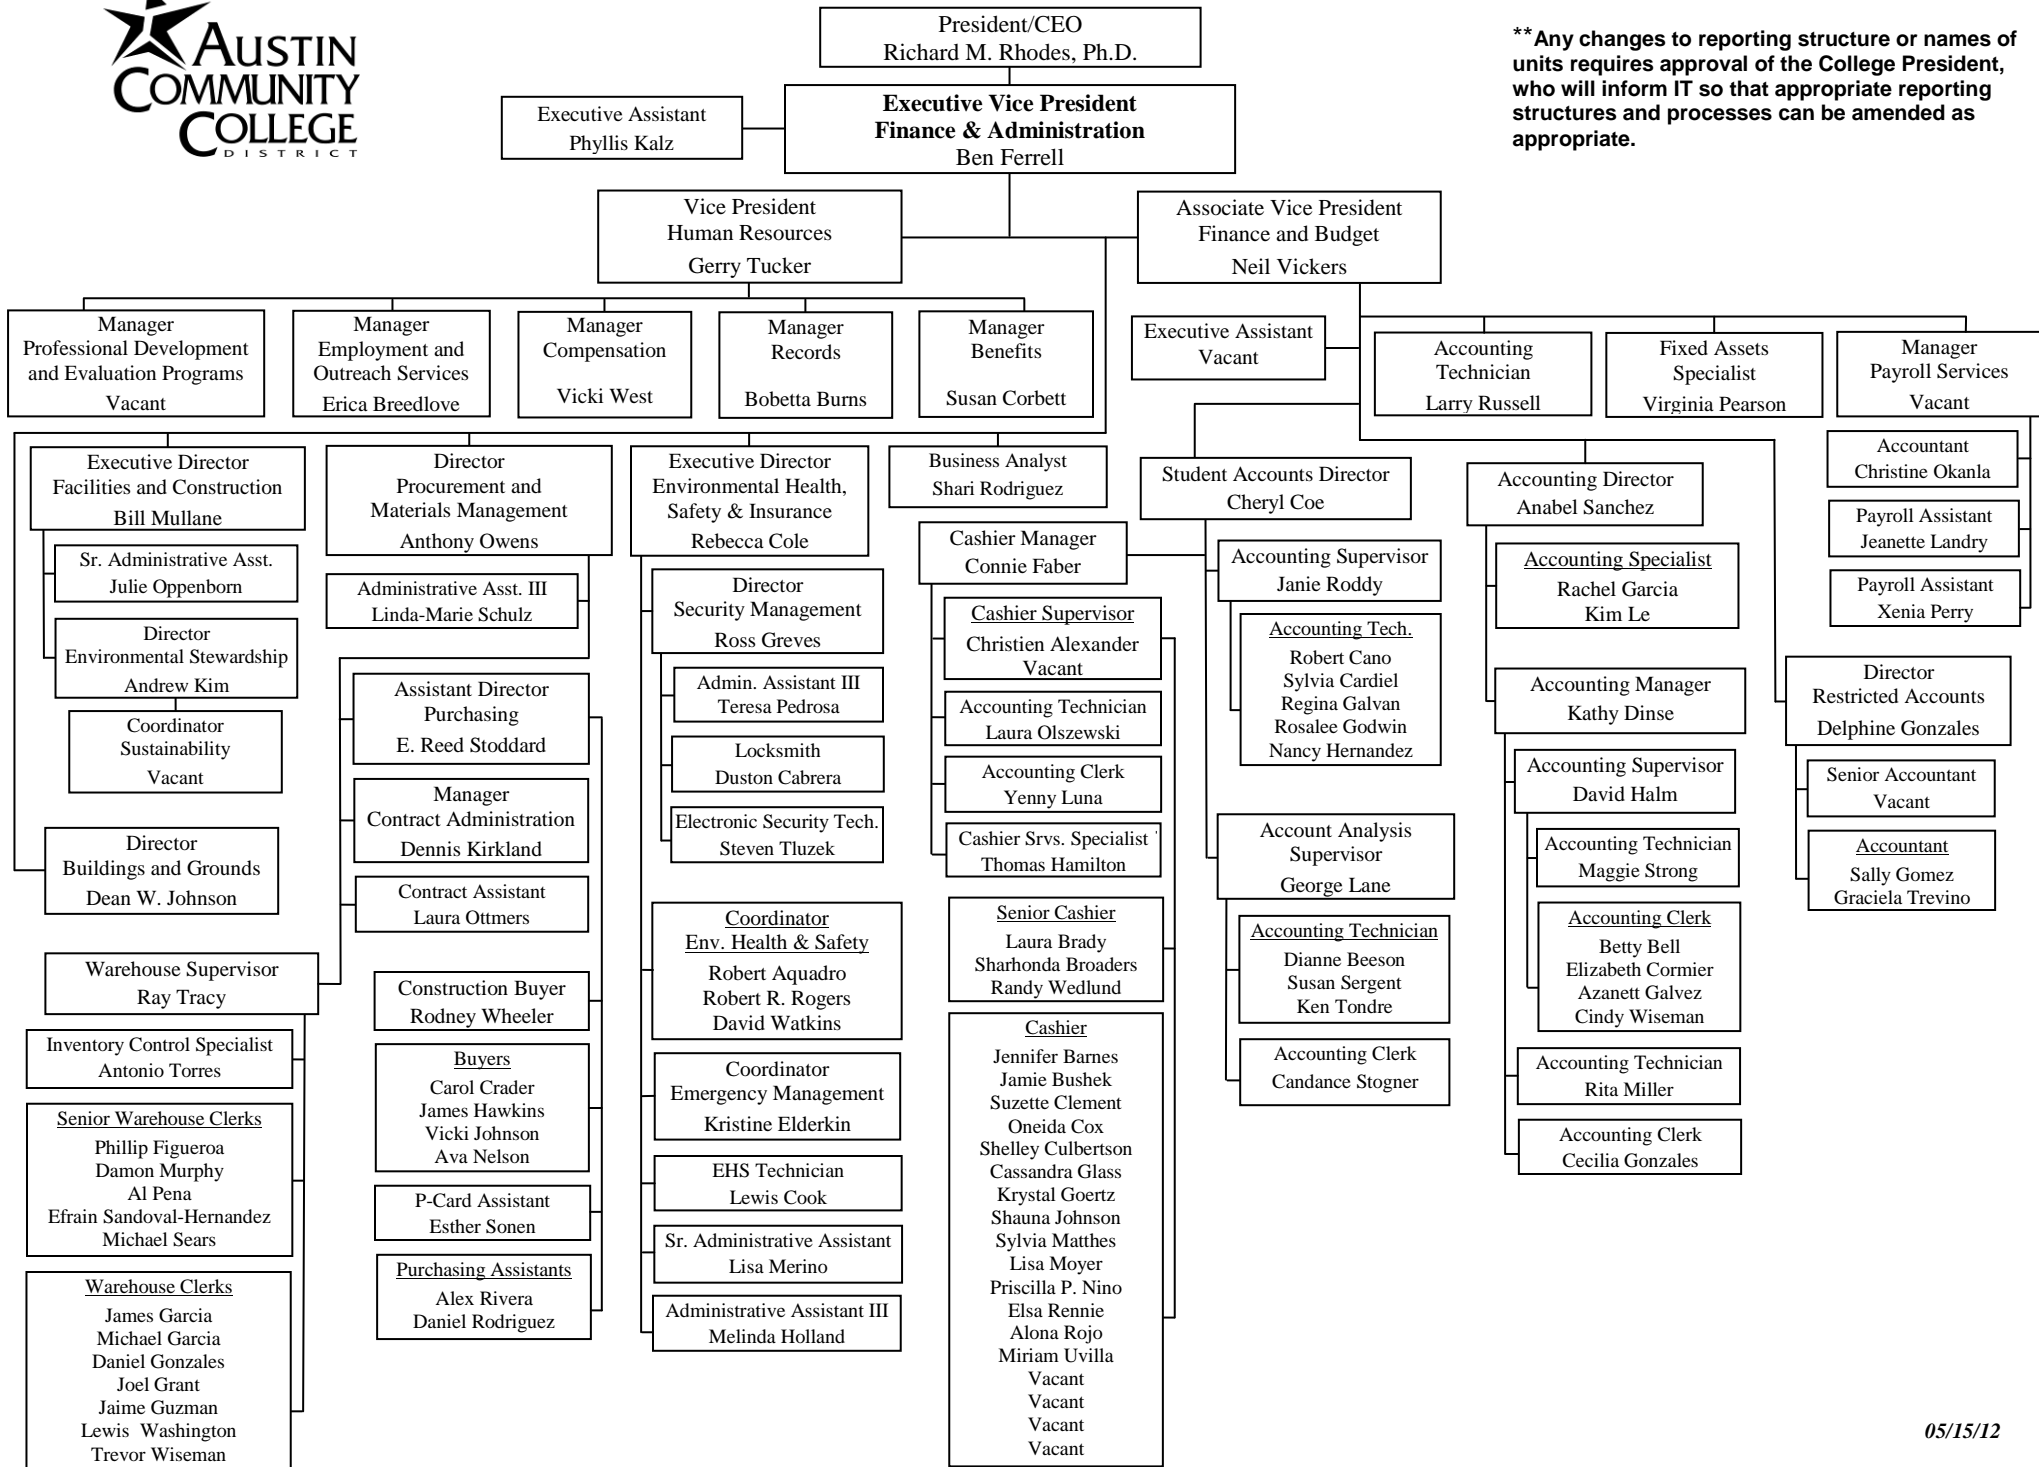 AUSTIN
COMMUNITY
COLLEGE
DISTRICT
President/CEO
Richard M. Rhodes, Ph.D.
**Any changes to reporting structure or names of
units requires approval of the College President,
who will inform IT so that appropriate reporting
structures and processes can be amended as
appropriate.
Executive Assistant
Phyllis Kalz
Executive Vice President
Finance & Administration
Ben Ferrell
Vice President
Human Resources
Gerry Tucker
Associate Vice President
Finance and Budget
Neil Vickers
Manager
Professional Development
and Evaluation Programs
Vacant
Manager
Employment and
Outreach Services
Erica Breedlove
Manager
Compensation
Vicki West
Manager
Records
Bobetta Burns
Manager
Benefits
Susan Corbett
Executive Assistant
Vacant
Accounting
Technician
Larry Russell
Fixed Assets
Specialist
Virginia Pearson
Manager
Payroll Services
Vacant
Accountant
Christine Okanla
Payroll Assistant
Jeanette Landry
Payroll Assistant
Xenia Perry
Executive Director
Facilities and Construction
Bill Mullane
Sr. Administrative Asst.
Julie Oppenborn
Director
Environmental Stewardship
Andrew Kim
Coordinator
Sustainability
Vacant
Director
Buildings and Grounds
Dean W. Johnson
Director
Procurement and
Materials Management
Anthony Owens
Administrative Asst. III
Linda-Marie Schulz
Assistant Director
Purchasing
E. Reed Stoddard
Manager
Contract Administration
Dennis Kirkland
Contract Assistant
Laura Ottmers
Warehouse Supervisor
Ray Tracy
Inventory Control Specialist
Antonio Torres
Senior Warehouse Clerks
Phillip Figueroa
Damon Murphy
Al Pena
Efrain Sandoval-Hernandez
Michael Sears
Warehouse Clerks
James Garcia
Michael Garcia
Daniel Gonzales
Joel Grant
Jaime Guzman
Lewis Washington
Trevor Wiseman
Construction Buyer
Rodney Wheeler
Buyers
Carol Crader
James Hawkins
Vicki Johnson
Ava Nelson
P-Card Assistant
Esther Sonen
Purchasing Assistants
Alex Rivera
Daniel Rodriguez
Executive Director
Environmental Health,
Safety & Insurance
Rebecca Cole
Director
Security Management
Ross Greves
Admin. Assistant III
Teresa Pedrosa
Locksmith
Duston Cabrera
Electronic Security Tech.
Steven Tluzek
Coordinator
Env. Health & Safety
Robert Aquadro
Robert R. Rogers
David Watkins
Coordinator
Emergency Management
Kristine Elderkin
EHS Technician
Lewis Cook
Sr. Administrative Assistant
Lisa Merino
Administrative Assistant III
Melinda Holland
Business Analyst
Shari Rodriguez
Student Accounts Director
Cheryl Coe
Cashier Manager
Connie Faber
Cashier Supervisor
Christien Alexander
Vacant
Accounting Technician
Laura Olszewski
Accounting Clerk
Yenny Luna
Cashier Srvs. Specialist
Thomas Hamilton
Senior Cashier
Laura Brady
Sharhonda Broaders
Randy Wedlund
Cashier
Jennifer Barnes
Jamie Bushek
Suzette Clement
Oneida Cox
Shelley Culbertson
Cassandra Glass
Krystal Goertz
Shauna Johnson
Sylvia Matthes
Lisa Moyer
Priscilla P. Nino
Elsa Rennie
Alona Rojo
Miriam Uvilla
Vacant
Vacant
Vacant
Vacant
Accounting Supervisor
Janie Roddy
Accounting Tech.
Robert Cano
Sylvia Cardiel
Regina Galvan
Rosalee Godwin
Nancy Hernandez
Account Analysis
Supervisor
George Lane
Accounting Technician
Dianne Beeson
Susan Sergent
Ken Tondre
Accounting Clerk
Candance Stogner
Accounting Director
Anabel Sanchez
Accounting Specialist
Rachel Garcia
Kim Le
Accounting Manager
Kathy Dinse
Accounting Supervisor
David Halm
Accounting Technician
Maggie Strong
Accounting Clerk
Betty Bell
Elizabeth Cormier
Azanett Galvez
Cindy Wiseman
Accounting Technician
Rita Miller
Accounting Clerk
Cecilia Gonzales
Director
Restricted Accounts
Delphine Gonzales
Senior Accountant
Vacant
Accountant
Sally Gomez
Graciela Trevino
05/15/12